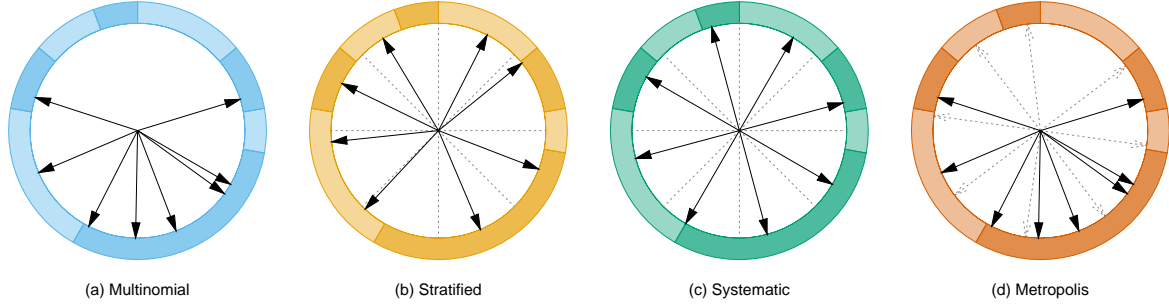 (a) Multinomial
(b) Stratified
(c) Systematic
(d) Metropolis